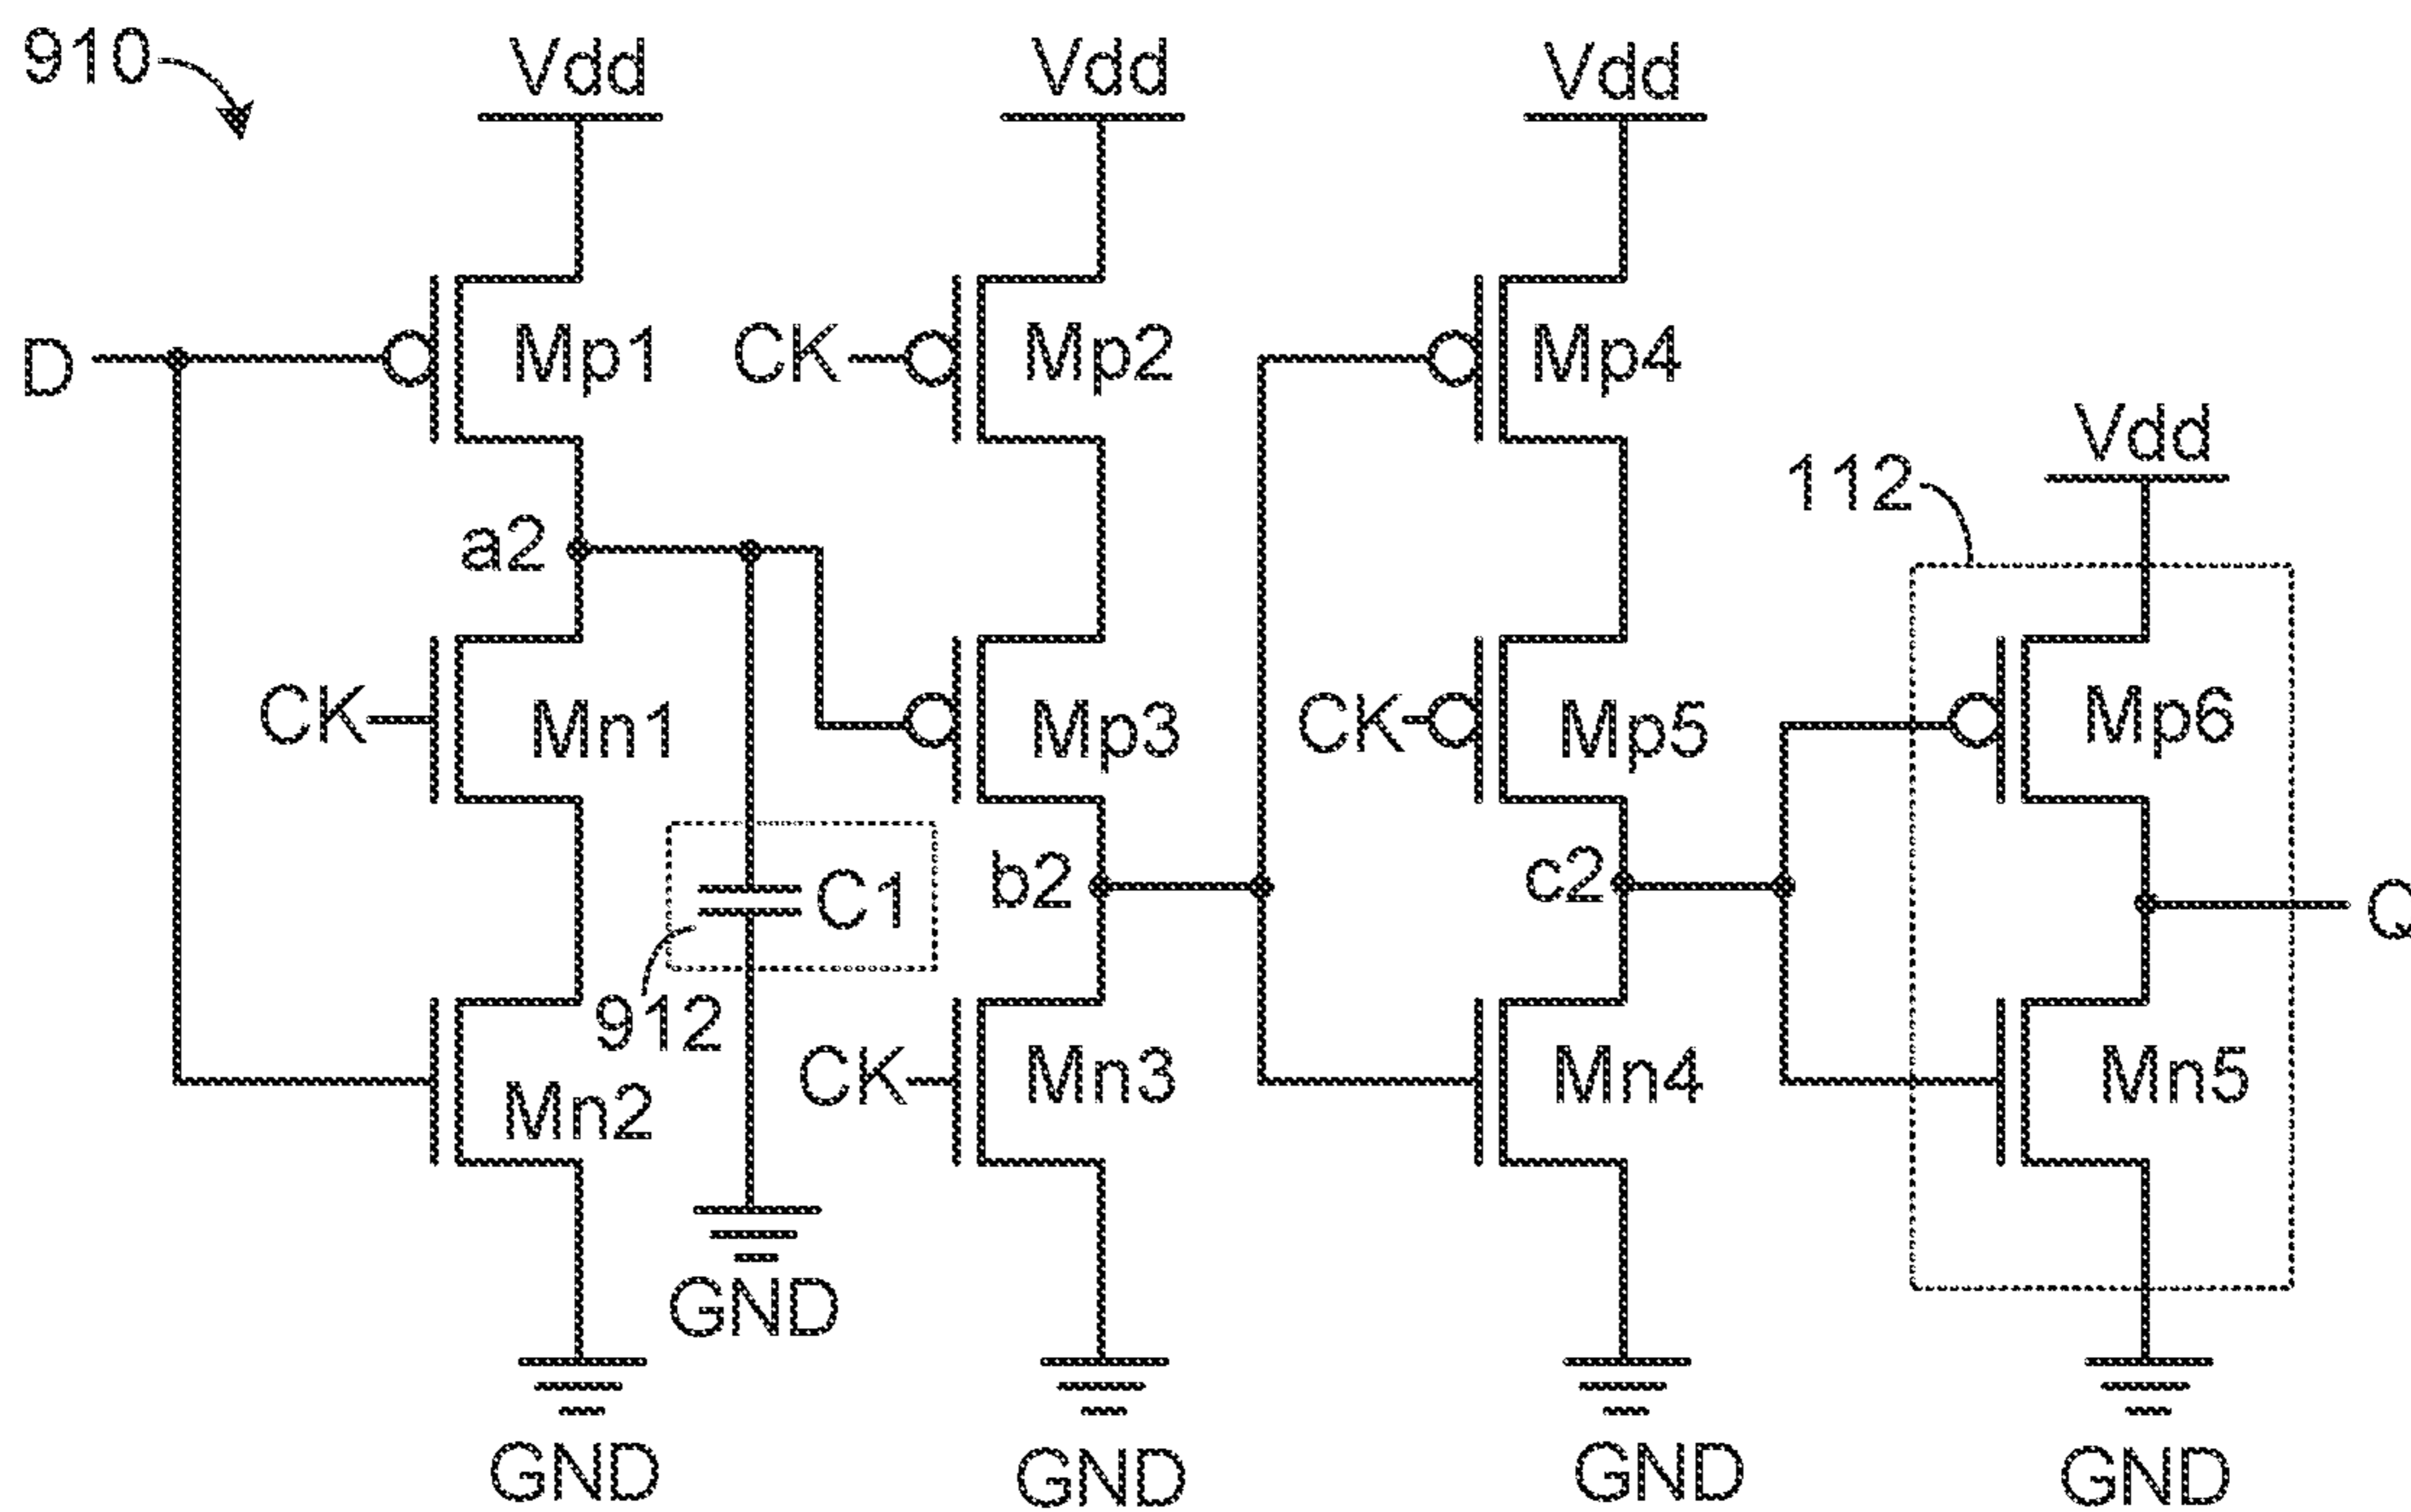 910
Vdd
Vdd
Vdd
D
Mp1
CK
Mp2
Mp4
Vdd
112
a2
CK
Mn1
Mp3
CK
Mp5
Mp6
C1
b2
c2
Q
912
CK
Mn3
Mn4
Mn5
Mn2
GND
GND
GND
GND
GND